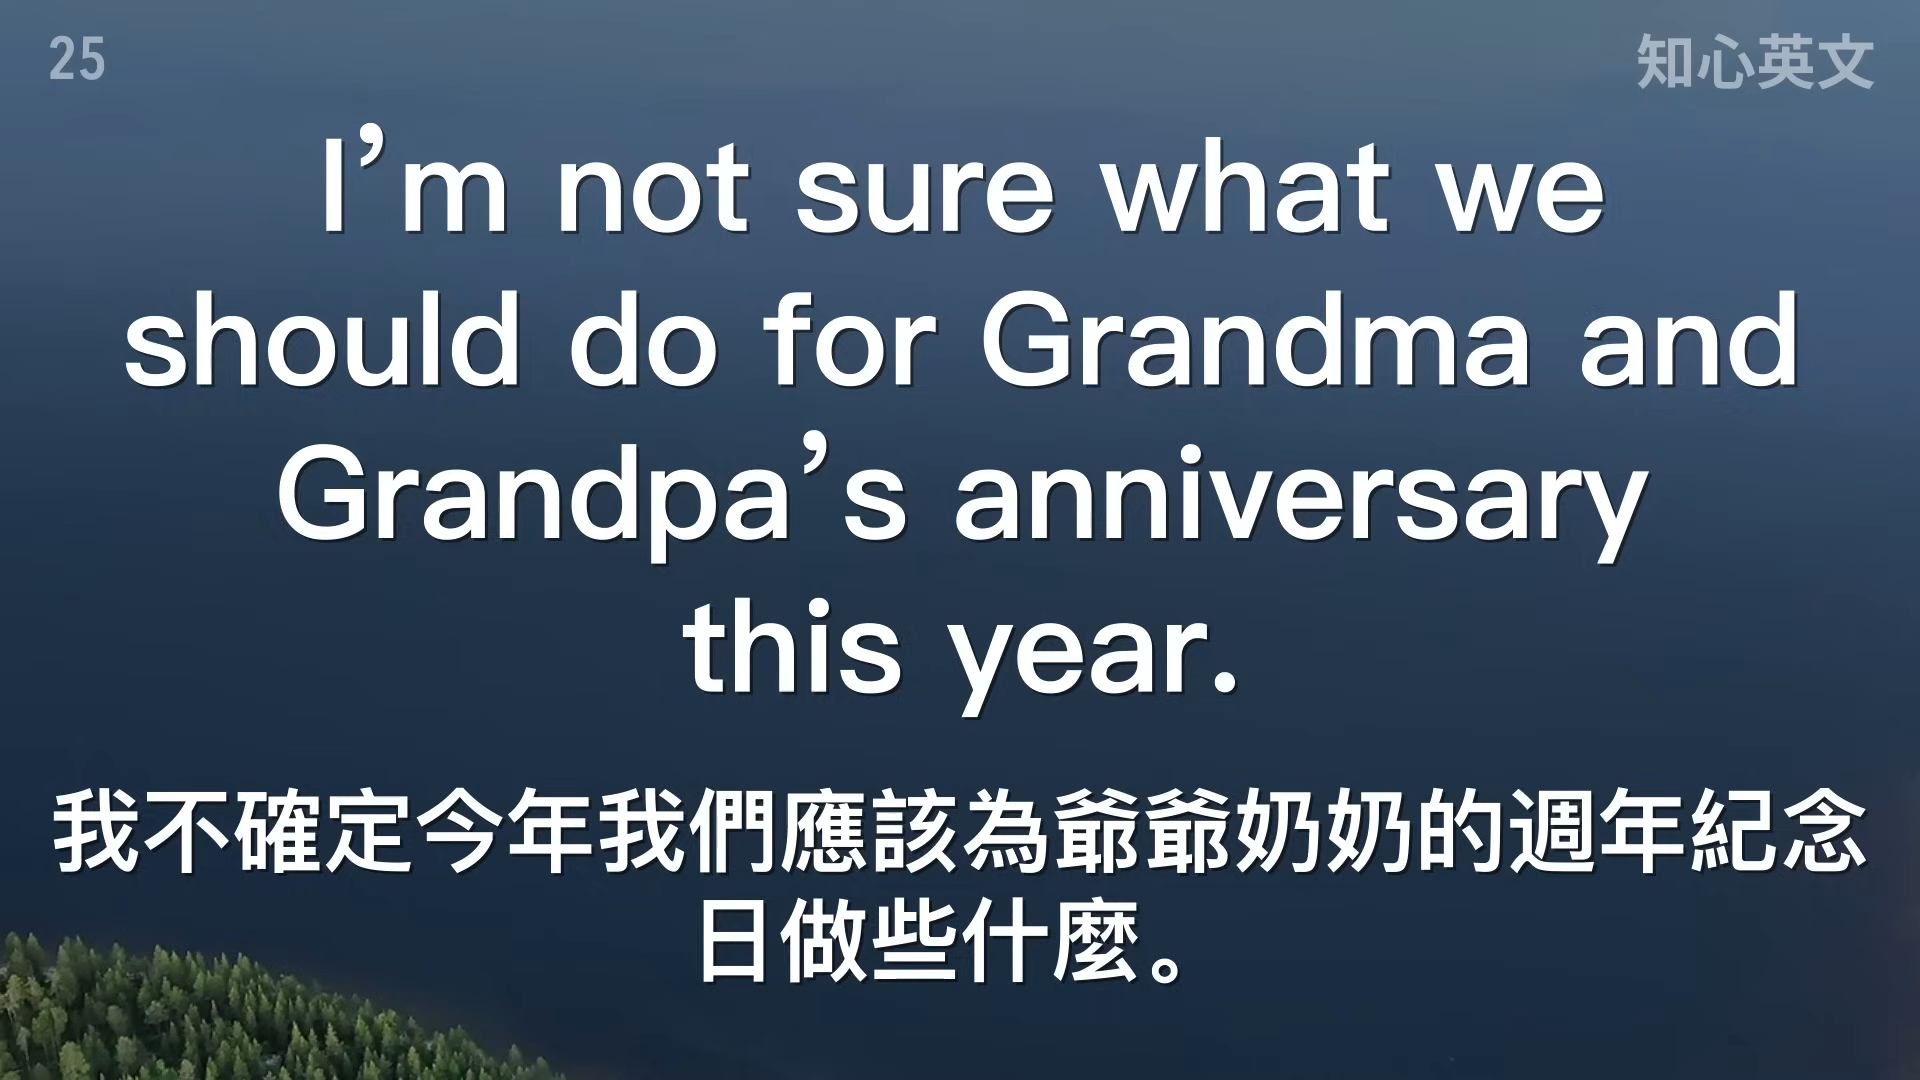 25
知心英文
I’m not sure what we
should do for Grandma and
Grandpa’s anniversary
this year.
我不確定今年我們應該為爺爺奶奶的週年紀念
日做些什麼。